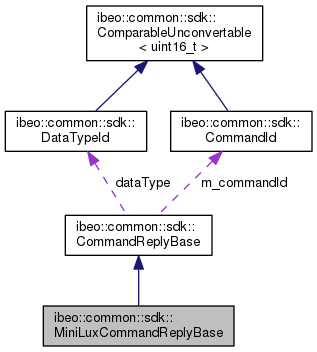 ibeo::common::sdk::
ComparableUnconvertable
< uint16_t >
ibeo::common::sdk::
DataTypeId
ibeo::common::sdk::
CommandId
dataType
m_commandId
ibeo::common::sdk::
CommandReplyBase
ibeo::common::sdk::
MiniLuxCommandReplyBase